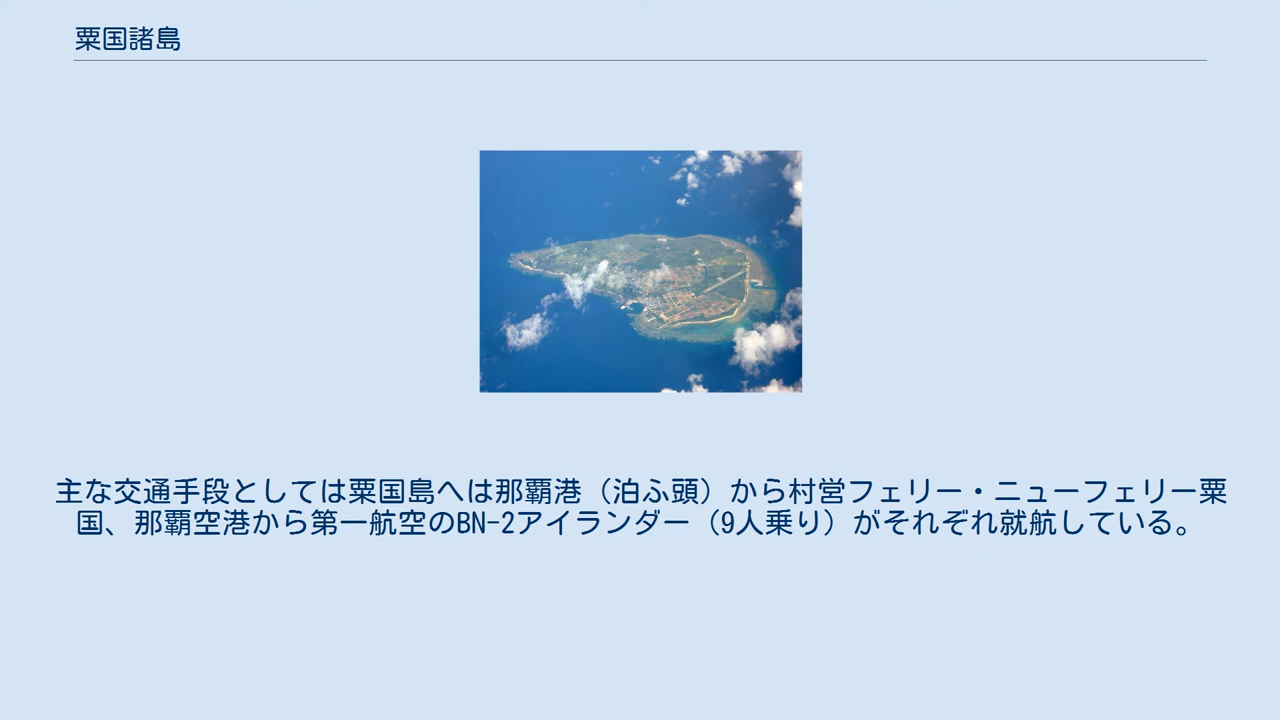 粟国諸島
主な交通手段としては粟国島へは那覇港（泊ふ頭）から村営フェリー・ニューフェリー粟
国、那覇空港から第一航空のBN-2アイランダー（9人乗り）がそれぞれ就航している。